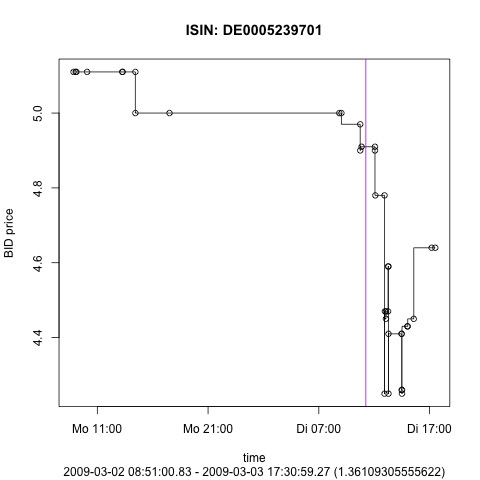 ISIN: DE0005239701
BID price
5.0
4.8
4.6
4.4
Mo 11:00 Mo 21:00 Di 07:00 Di 17:00
time
2009-03-02 08:51:00.83 - 2009-03-03 17:30:59.27 (1.36109305555622)